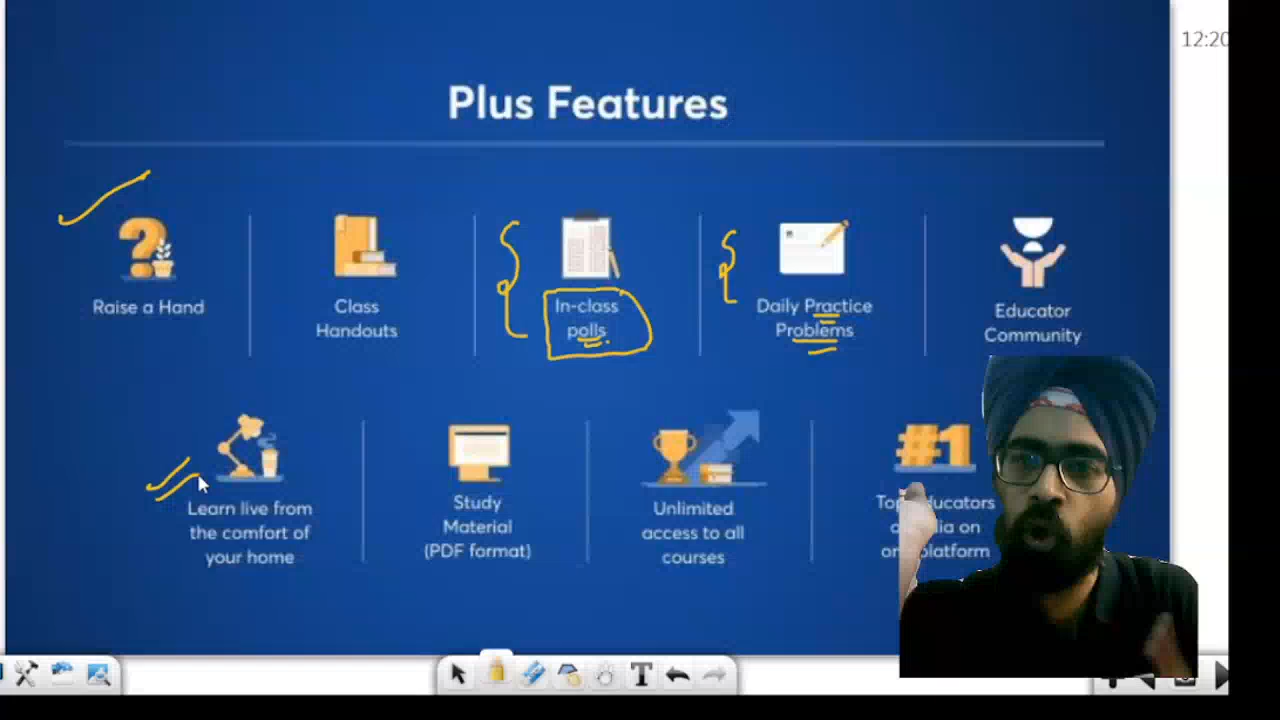 12:20
Plus Features
Raise a Hand
Class
Handouts
In-class
polls
Daily Practice
Problems
Educator
Community
Learn live from
the comfort of
your home
Study
Material
(PDF format)
Unlimited
access to all
courses
#1
platform
T